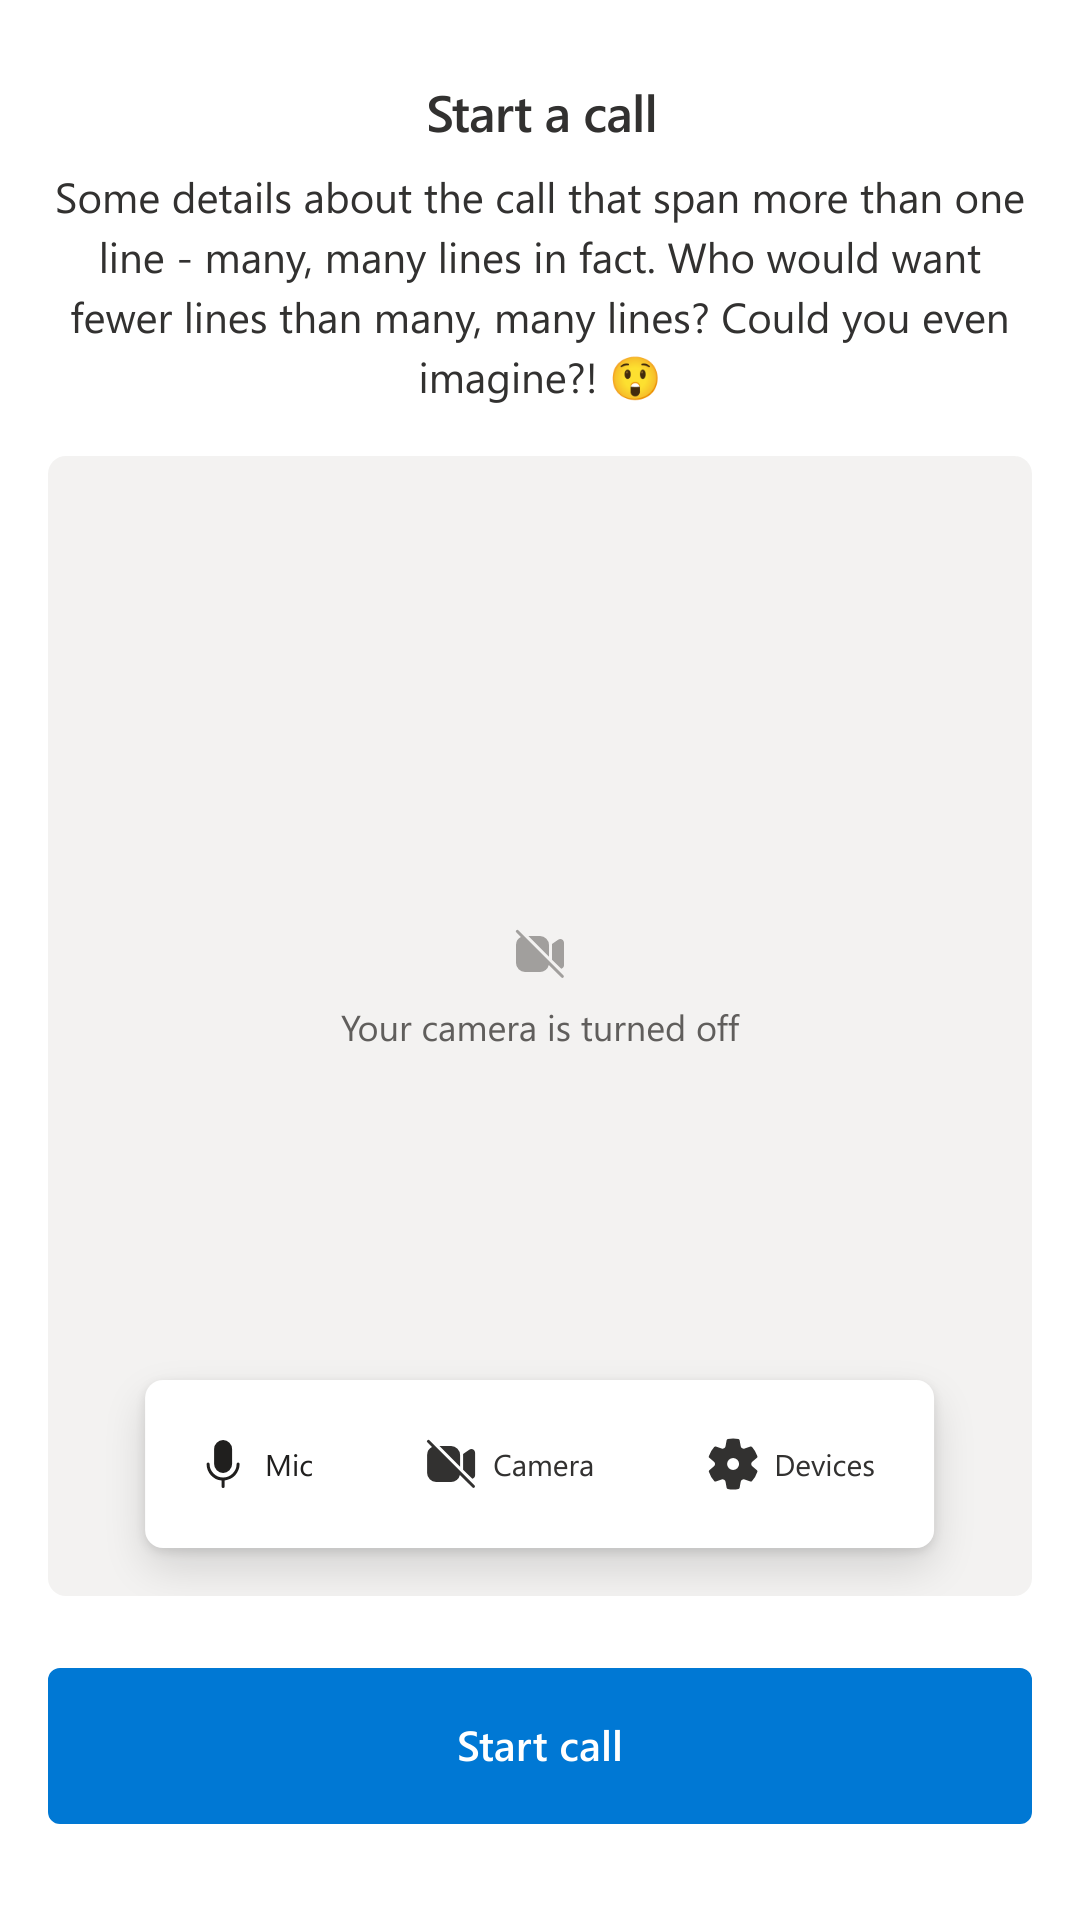 Start a call
Some details about the call that span more than one
line - many, many lines in fact. Who would want
fewer lines than many, many lines? Could you even
imagine?! 😲
Your camera is turned off
Mic
Camera
Devices
Start call